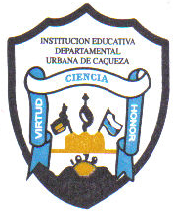 INSTITUCION EDUCATIVA
DEPARTAMENTAL
URBANA DE CAQUEZA
CIENCIA
VIRTUD
HONOR